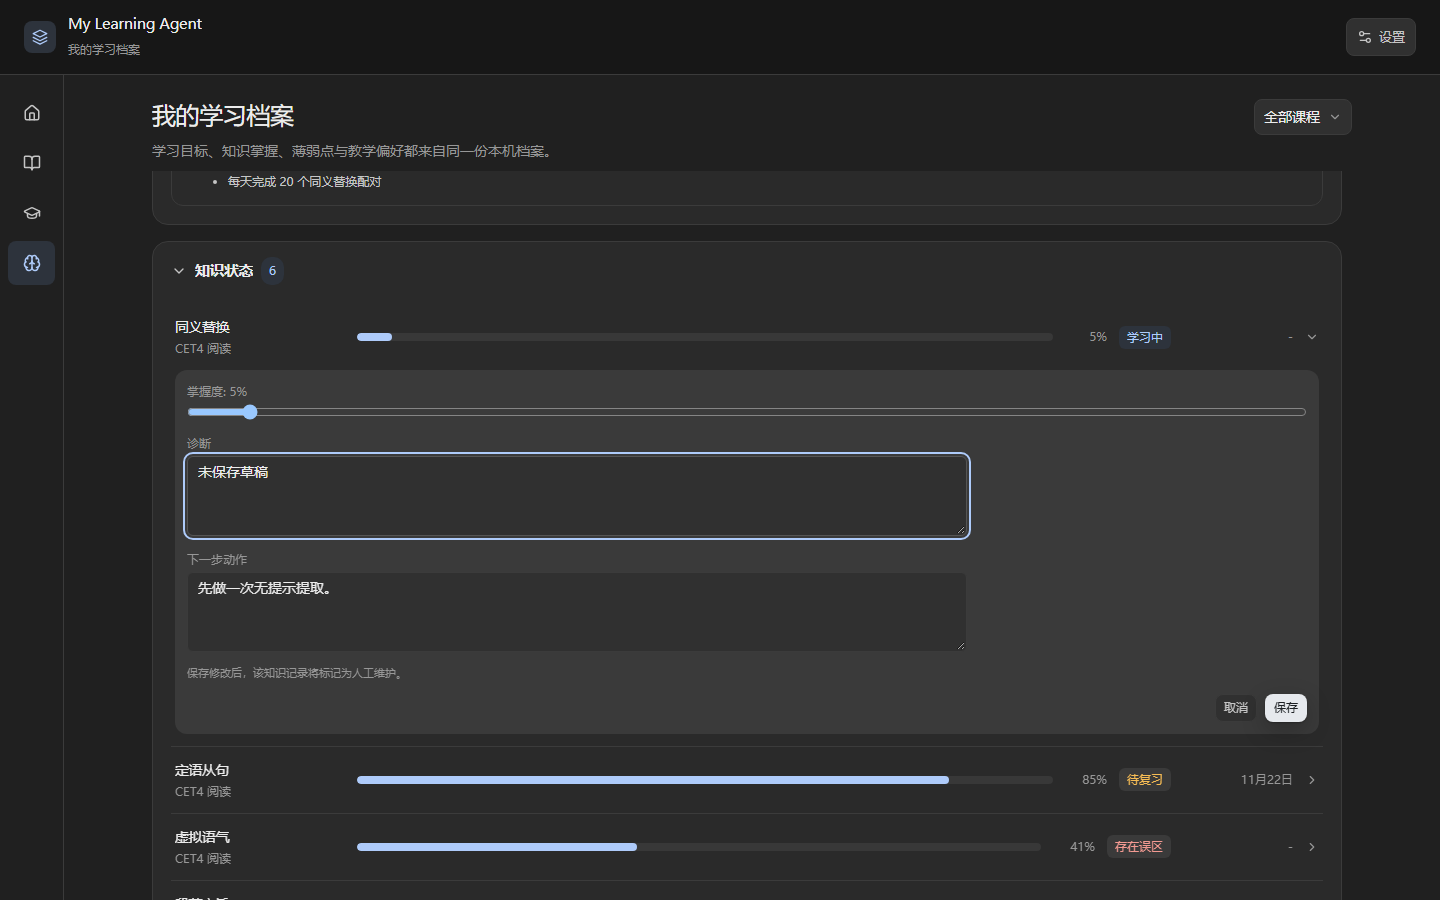 My Learning Agent
我的学习档案
设置
我的学习档案
全部课程
学习目标、知识掌握、薄弱点与教学偏好都来自同一份本机档案。
每天完成 20 个同义替换配对
知识状态 6
同义替换
CET4 阅读
5% 学习中 -
掌握度: 5%
诊断
未保存草稿
下一步动作
先做一次无提示提取。
保存修改后，该知识记录将标记为人工维护。
取消 保存
定语从句
CET4 阅读
85% 待复习 11月22日
虚拟语气
CET4 阅读
41% 存在误区 -